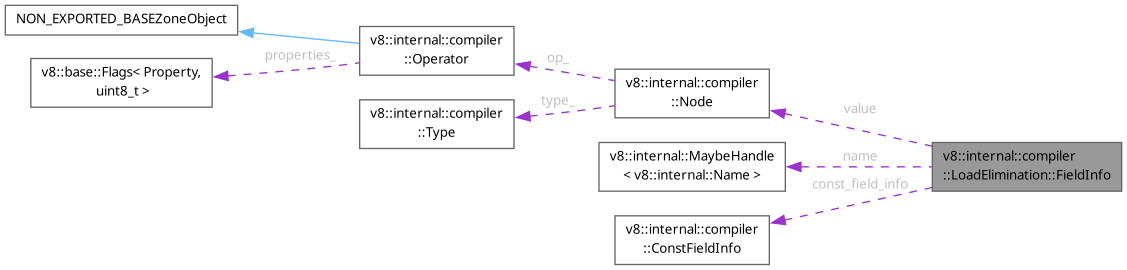 NON_EXPORTED_BASEZoneObject
v8::base::Flags< Property,
uint8_t >
properties_
v8::internal::compiler
::Operator
v8::internal::compiler
::Type
op_
type_
v8::internal::compiler
::Node
v8::internal::MaybeHandle
< v8::internal::Name >
v8::internal::compiler
::ConstFieldInfo
value
name
const_field_info
v8::internal::compiler
::LoadElimination::FieldInfo